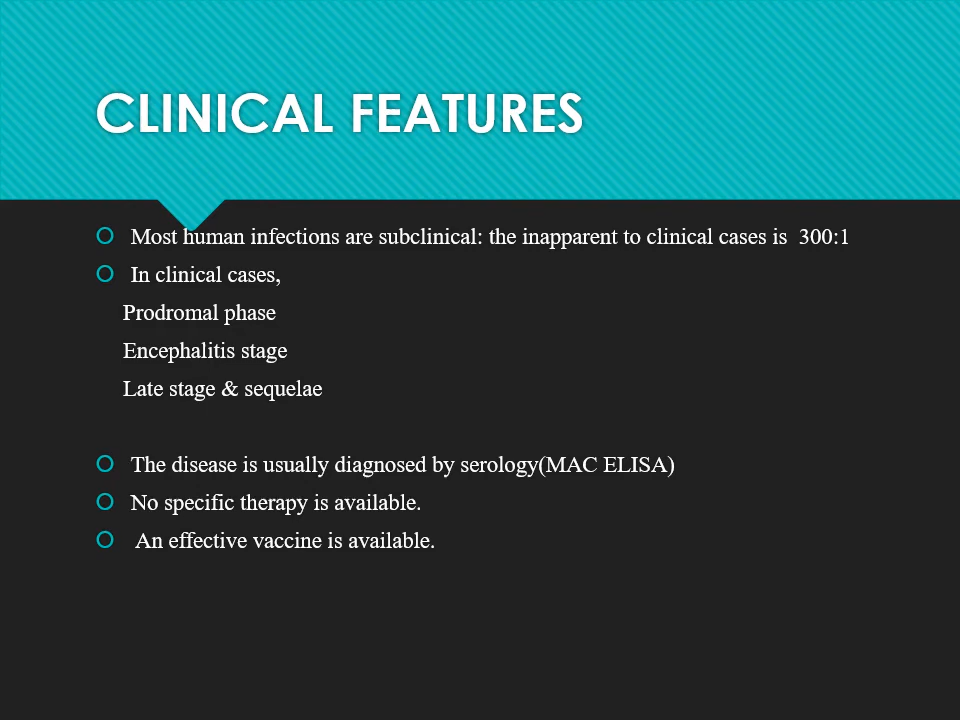 CLINICAL FEATURES
Most human infections are subclinical: the inapparent to clinical cases is  300:1
In clinical cases,
Prodromal phase
Encephalitis stage
Late stage & sequelae
The disease is usually diagnosed by serology(MAC ELISA)
No specific therapy is available.
An effective vaccine is available.